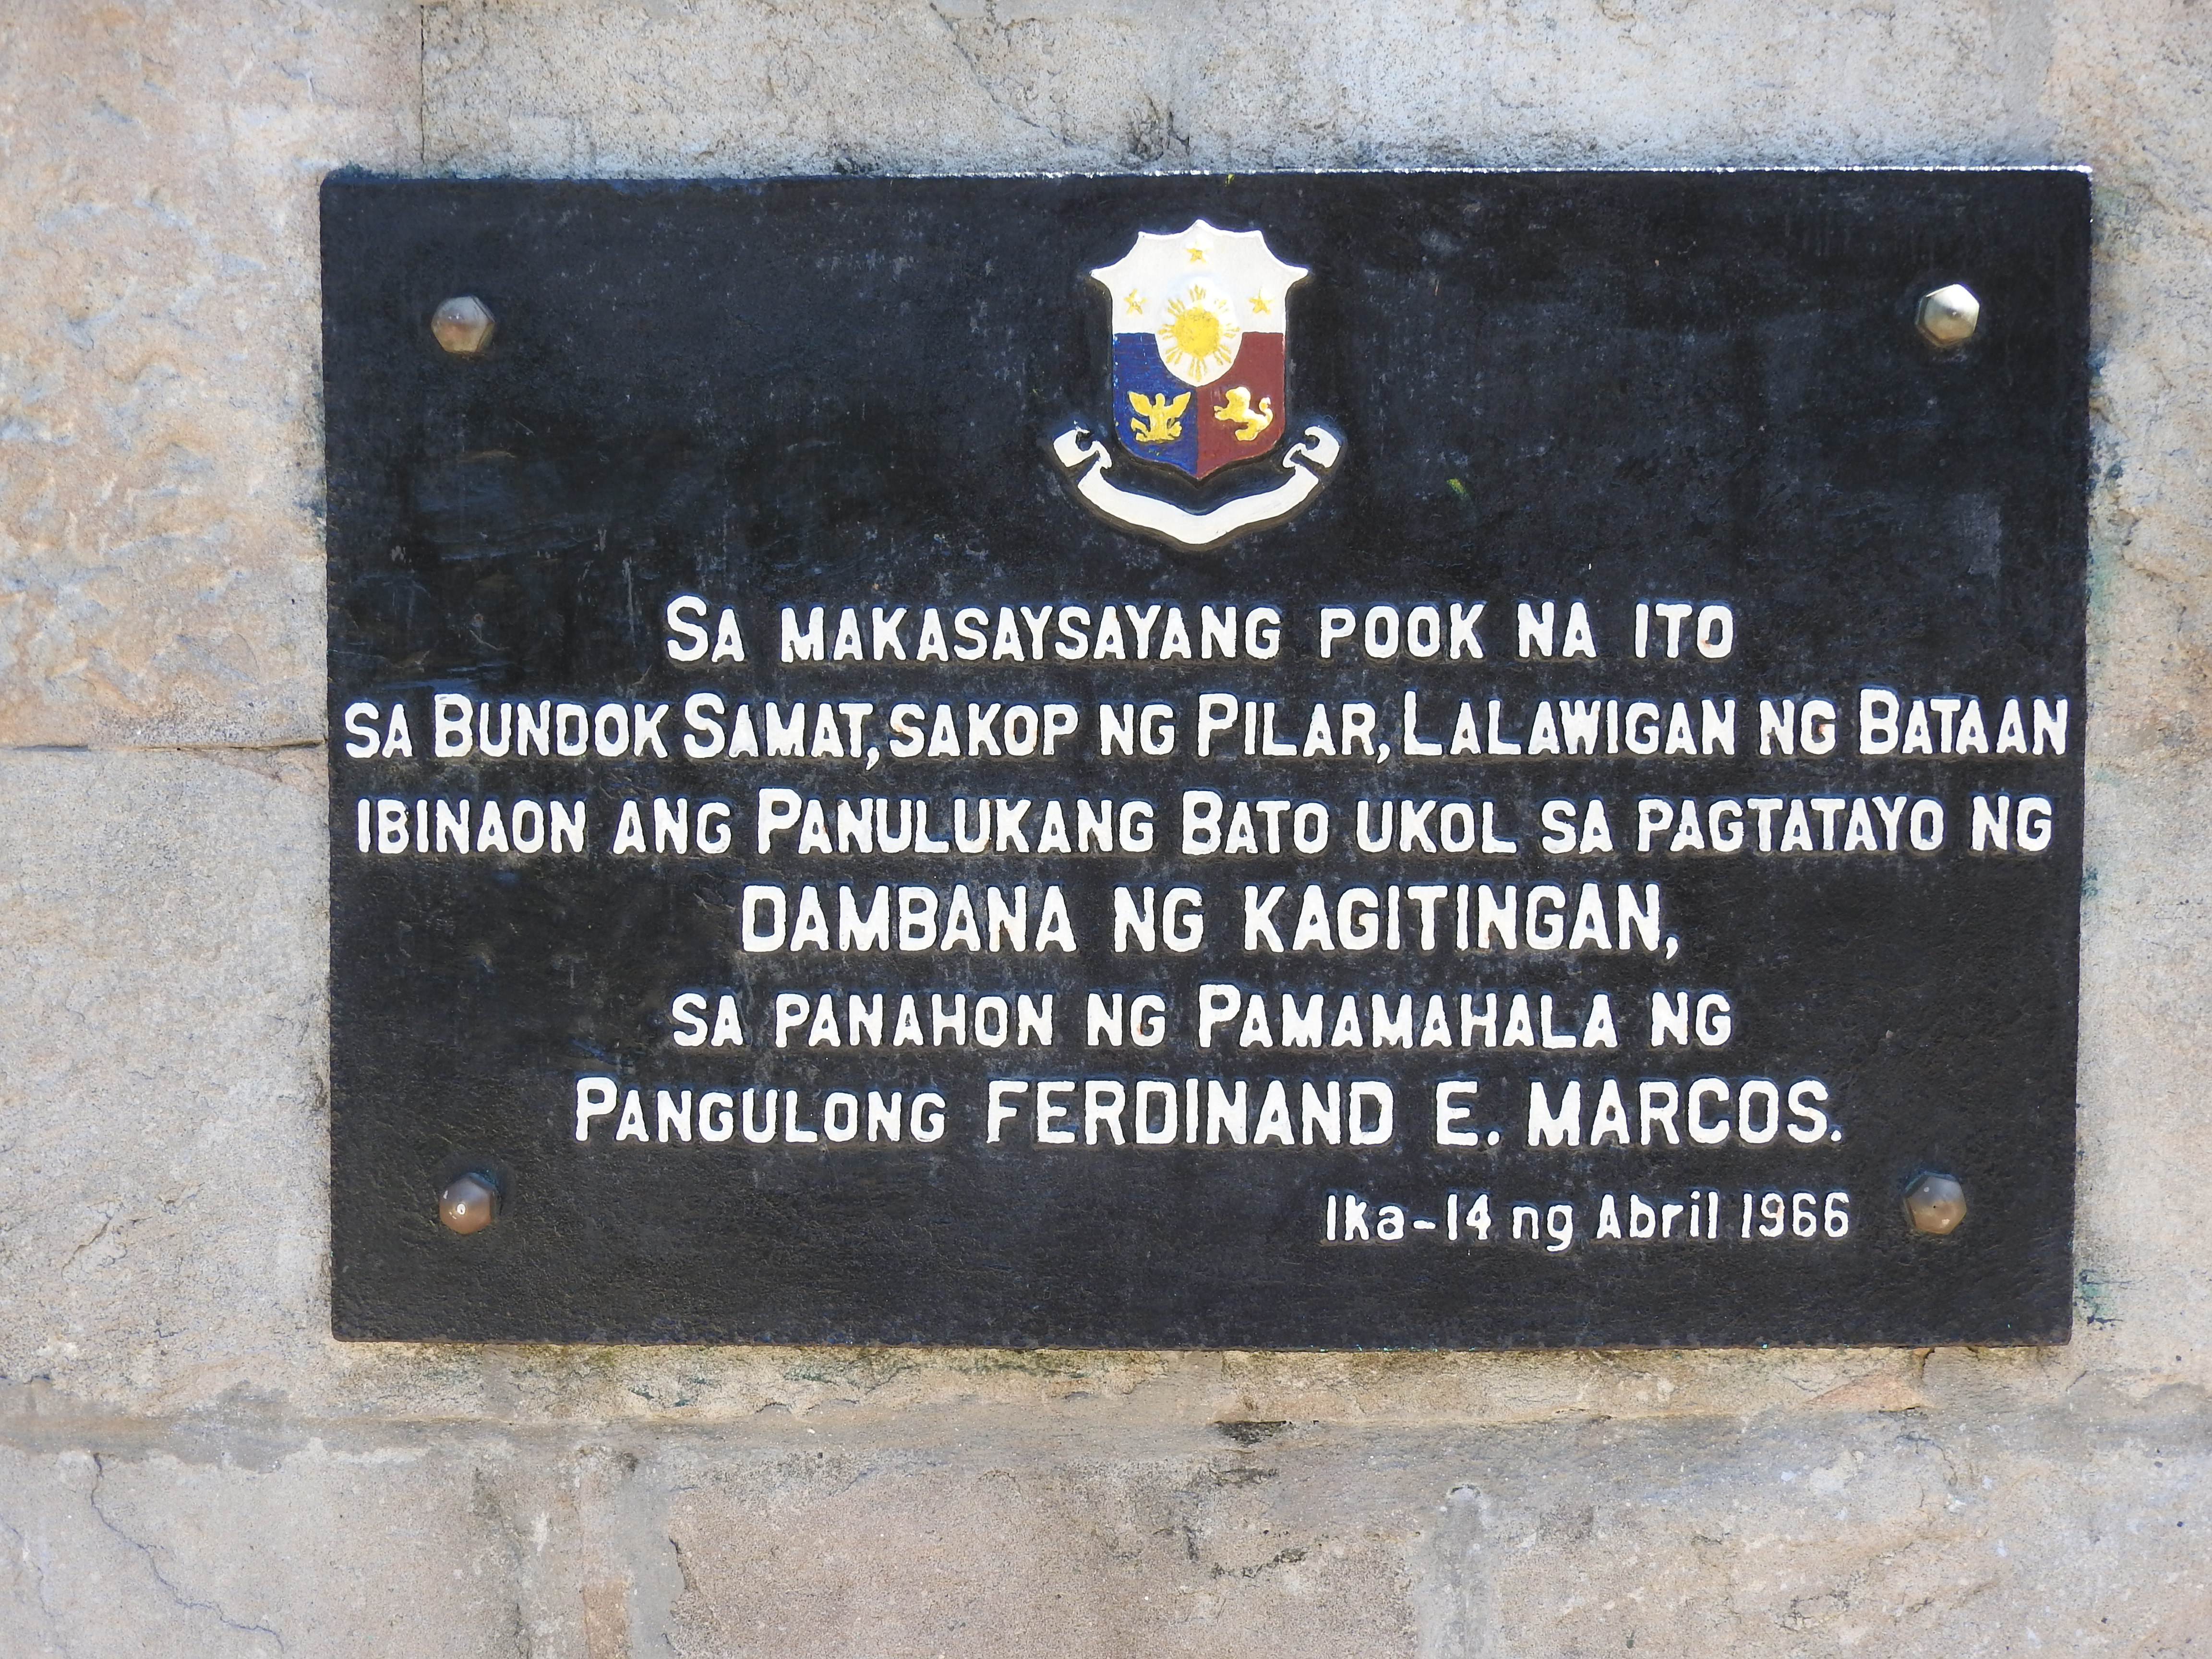 SA MAKASAYSAYANG POOK NA ITO
SA BUNDOK SAMAT, SAKOP NG PILAR, LALAWIGAN NG BATAAN
IBINAON ANG PANULUKANG BATO UKOL SA PAGTATAYO NG
DAMBANA NG KAGITINGAN,
SA PANAHON NG PAMAMAHALA NG
PANGULONG FERDINAND E. MARCOS.
Ika-14 ng Abril 1966